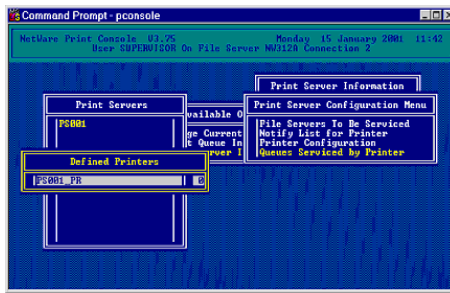 Command Prompt - pconsole
NetWare Print Console V3.75 Monday 15 January 2001 11:42
User SUPERVISOR On File Server NW312A Connection 2
Print Server Information
Print Servers
Print Server Configuration Menu
PS001
vailable O
File Servers To Be Serviced
ge Current
Notify List for Printer
t Queue In
Printer Configuration
erver I
Queues Serviced by Printer
Defined Printers
PS001_PR 0